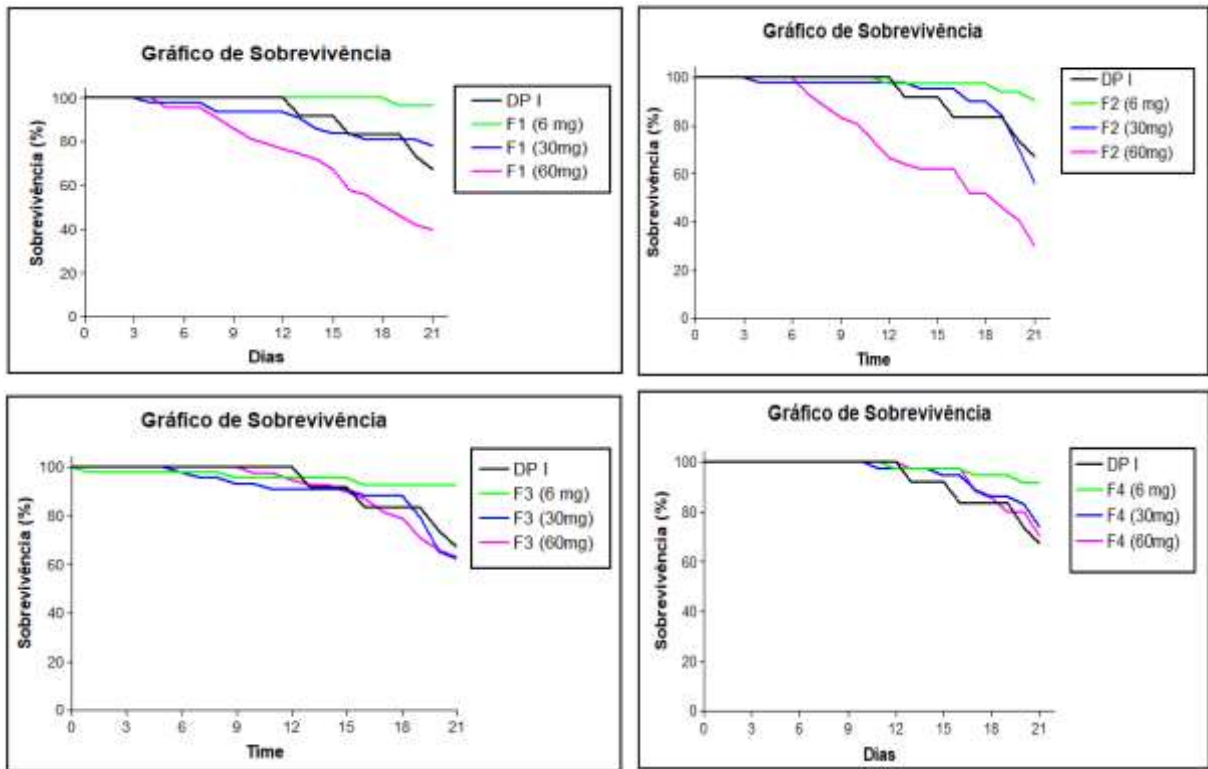 Gráfico de Sobrevivência
DP I
F1 (6 mg)
F1 (30mg)
F1 (60mg)
Sobrevivência (%)
100
80
60
40
20
0
0 3 6 9 12 15 18 21
Dias
Gráfico de Sobrevivência
DP I
F2 (6 mg)
F2 (30mg)
F2 (60mg)
Sobrevivência (%)
100
80
60
40
20
0
0 3 6 9 12 15 18 21
Time
Gráfico de Sobrevivência
DP I
F3 (6 mg)
F3 (30mg)
F3 (60mg)
Sobrevivência (%)
100
80
60
40
20
0
0 3 6 9 12 15 18 21
Time
Gráfico de Sobrevivência
DP I
F4 (6 mg)
F4 (30mg)
F4 (60mg)
Sobrevivência (%)
100
80
60
40
20
0
0 3 6 9 12 15 18 21
Dias